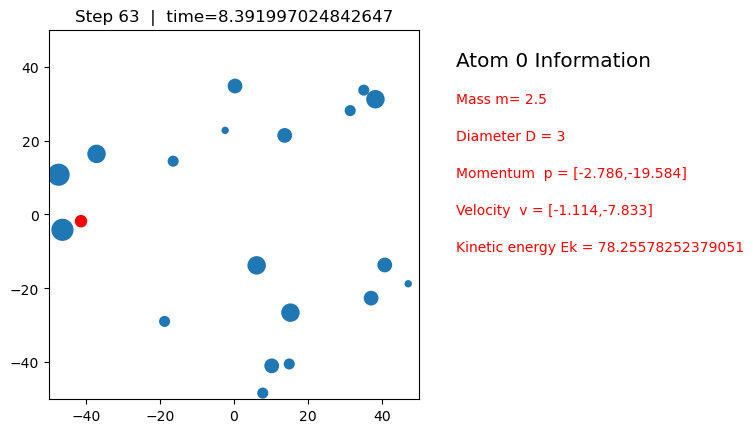 Step 63  |  time=8.391997024842647
Atom 0 Information
Mass m= 2.5
Diameter D = 3
Momentum  p = [-2.786,-19.584]
Velocity  v = [-1.114,-7.833]
Kinetic energy Ek = 78.25578252379051
40
20
0
−20
−40
−40 −20 0 20 40